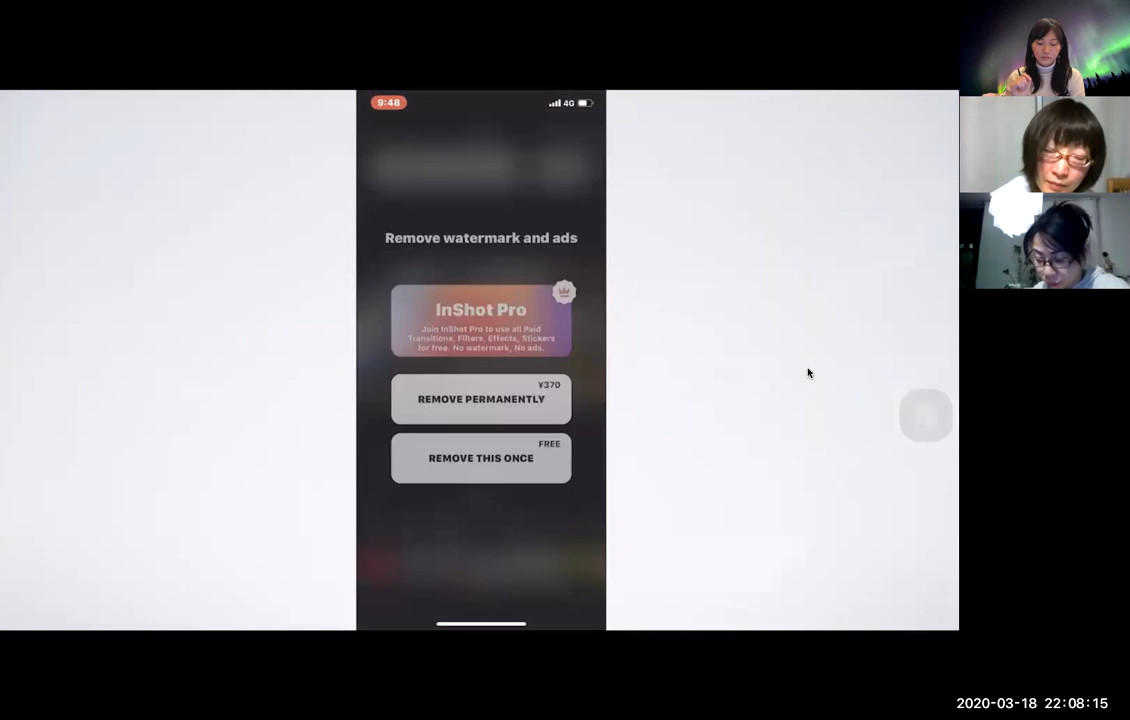 9:48
4G
Remove watermark and ads
InShot Pro
Join InShot Pro to use all Paid
Transitions, Filters, Effects, Stickers
for free. No watermark, No ads.
¥370
REMOVE PERMANENTLY
FREE
REMOVE THIS ONCE
2020-03-18 22:08:15